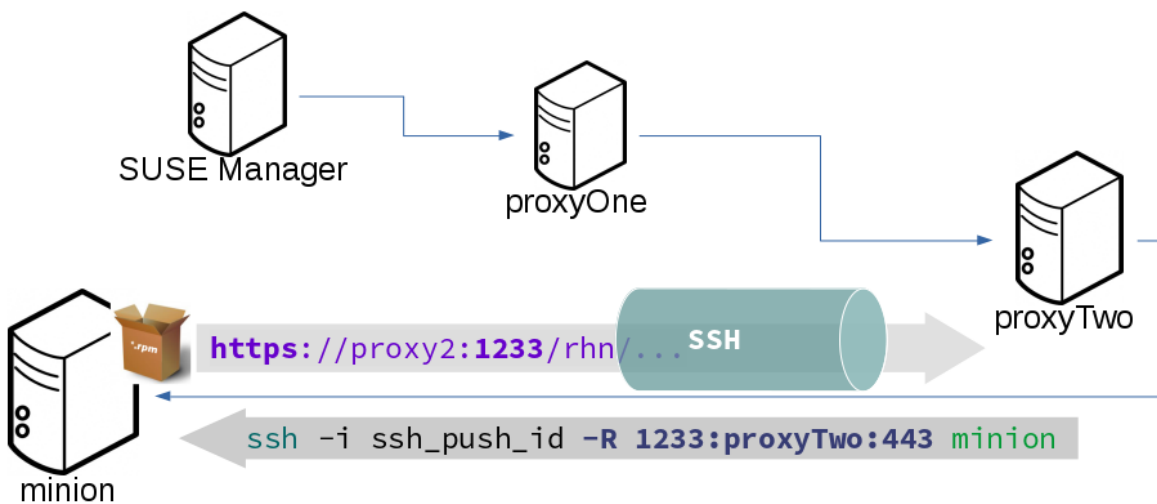 SUSE Manager
proxyOne
proxyTwo
*.rpm
https://proxy2:1233/rhn/...
SSH
ssh -i ssh_push_id -R 1233:proxyTwo:443 minion
minion